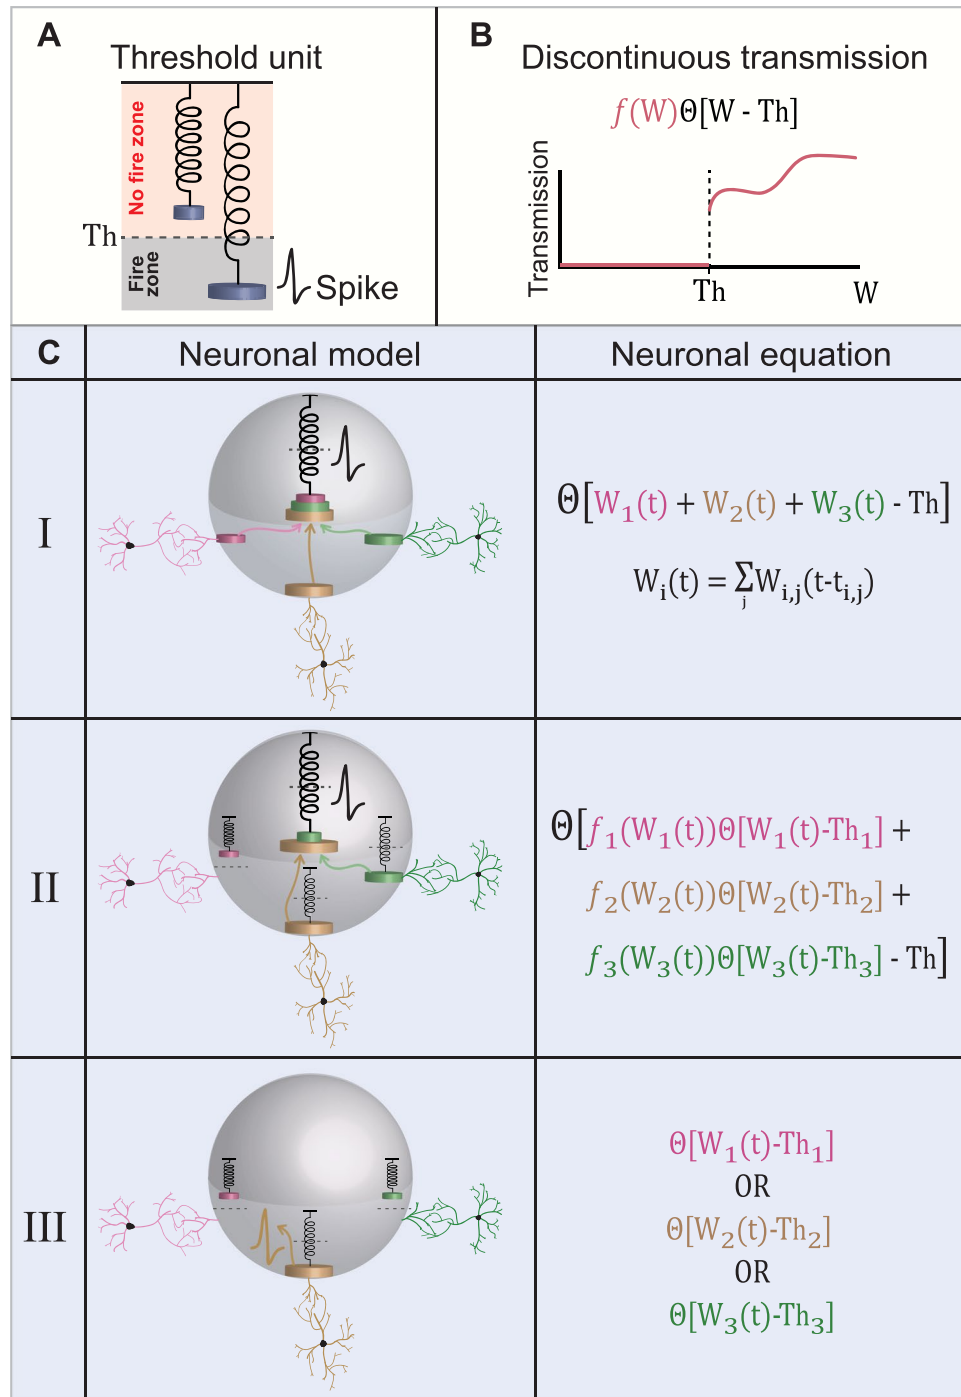 A
Threshold unit
No fire zone
Th
Fire zone
Spike
B
Discontinuous transmission
f(W)Θ[W - Th]
Transmission
Th
W
C
Neuronal model
Neuronal equation
I
Θ[W₁(t) + W₂(t) + W₃(t) - Th]
Wᵢ(t) = ∑ⱼWᵢ,ⱼ(t-tᵢ,ⱼ)
II
Θ[f₁(W₁(t))Θ[W₁(t)-Th₁] +
f₂(W₂(t))Θ[W₂(t)-Th₂] +
f₃(W₃(t))Θ[W₃(t)-Th₃] - Th]
III
Θ[W₁(t)-Th₁]
OR
Θ[W₂(t)-Th₂]
OR
Θ[W₃(t)-Th₃]